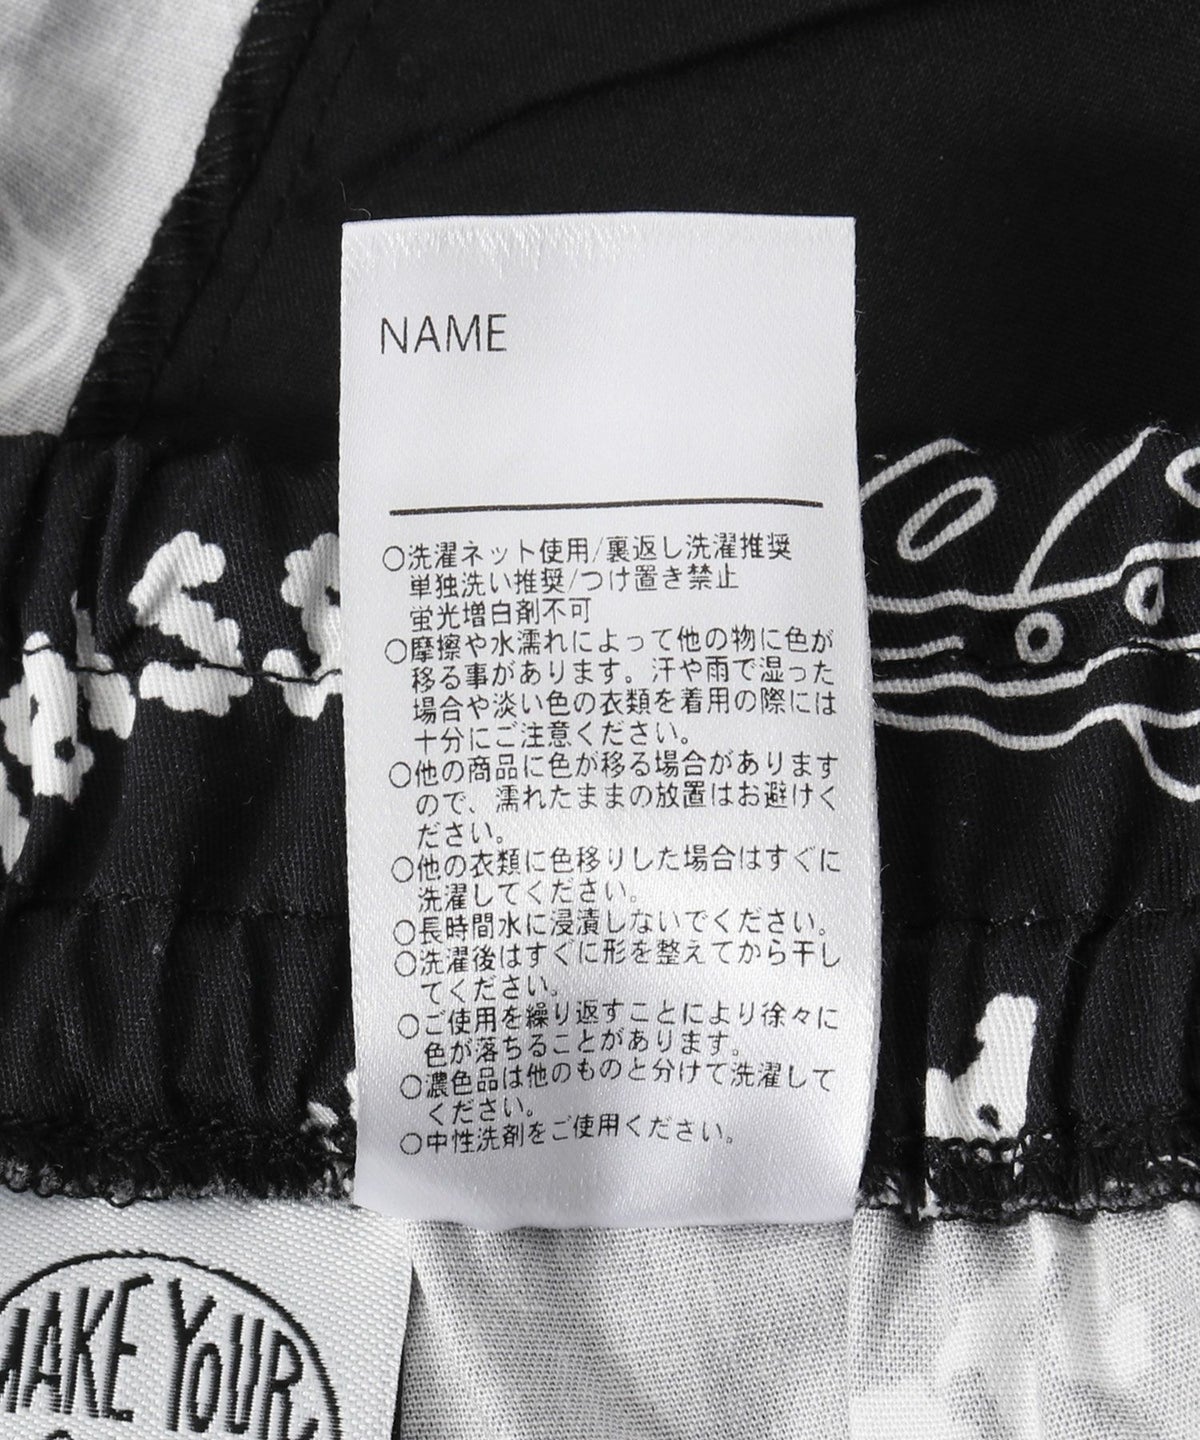 NAME
○洗濯ネット使用/裏返し洗濯推奨
単独洗い推奨/つけ置き禁止
蛍光増白剤不可
○摩擦や水濡れによって他の物に色が
移る事があります。汗や雨で湿った
場合や淡い色の衣類を着用の際には
十分にご注意ください。
○他の商品に色が移る場合があります
ので、濡れたままの放置はお避けく
ださい。
○他の衣類に色移りした場合はすぐに
洗濯してください。
○長時間水に浸漬しないでください。
○洗濯後はすぐに形を整えてから干し
てください。
○ご使用を繰り返すことにより徐々に
色が落ちることがあります。
○濃色品は他のものと分けて洗濯して
ください。
○中性洗剤をご使用ください。
MAKE YOUR